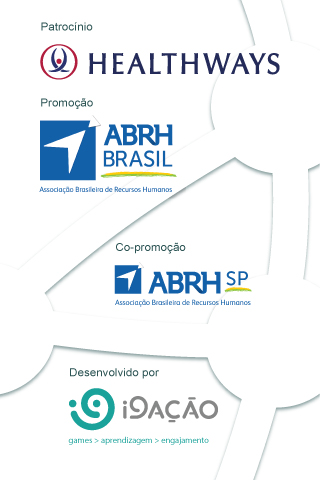 Patrocínio
HEALTHWAYS
Promoção
ABRH
BRASIL
Associação Brasileira de Recursos Humanos
Co-promoção
ABRH SP
Associação Brasileira de Recursos Humanos
Desenvolvido por
i9AÇÃO
games > aprendizagem > engajamento